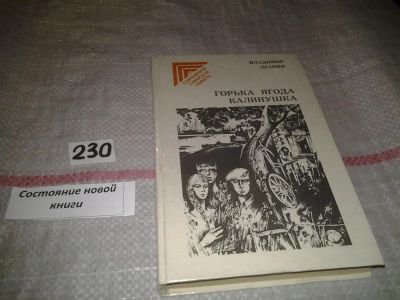 ВЛАДИМИР
ШАНИН
ГОРЬКА ЯГОДА
КАЛИНУШКА
230
Состояние новой
книги